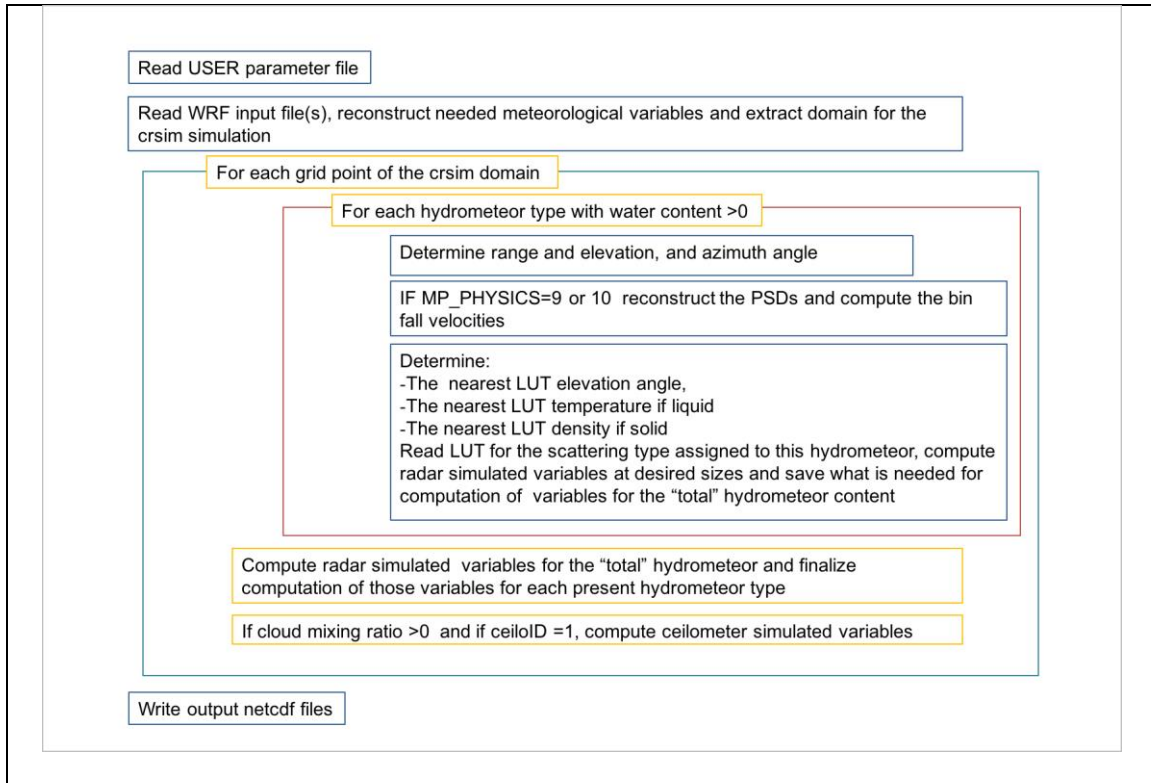 Read USER parameter file
Read WRF input file(s), reconstruct needed meteorological variables and extract domain for the
crsim simulation
For each grid point of the crsim domain
For each hydrometeor type with water content >0
Determine range and elevation, and azimuth angle
IF MP_PHYSICS=9 or 10 reconstruct the PSDs and compute the bin
fall velocities
Determine:
-The nearest LUT elevation angle,
-The nearest LUT temperature if liquid
-The nearest LUT density if solid
Read LUT for the scattering type assigned to this hydrometeor, compute
radar simulated variables at desired sizes and save what is needed for
computation of variables for the “total” hydrometeor content
Compute radar simulated variables for the “total” hydrometeor and finalize
computation of those variables for each present hydrometeor type
If cloud mixing ratio >0 and if ceiloID =1, compute ceilometer simulated variables
Write output netcdf files